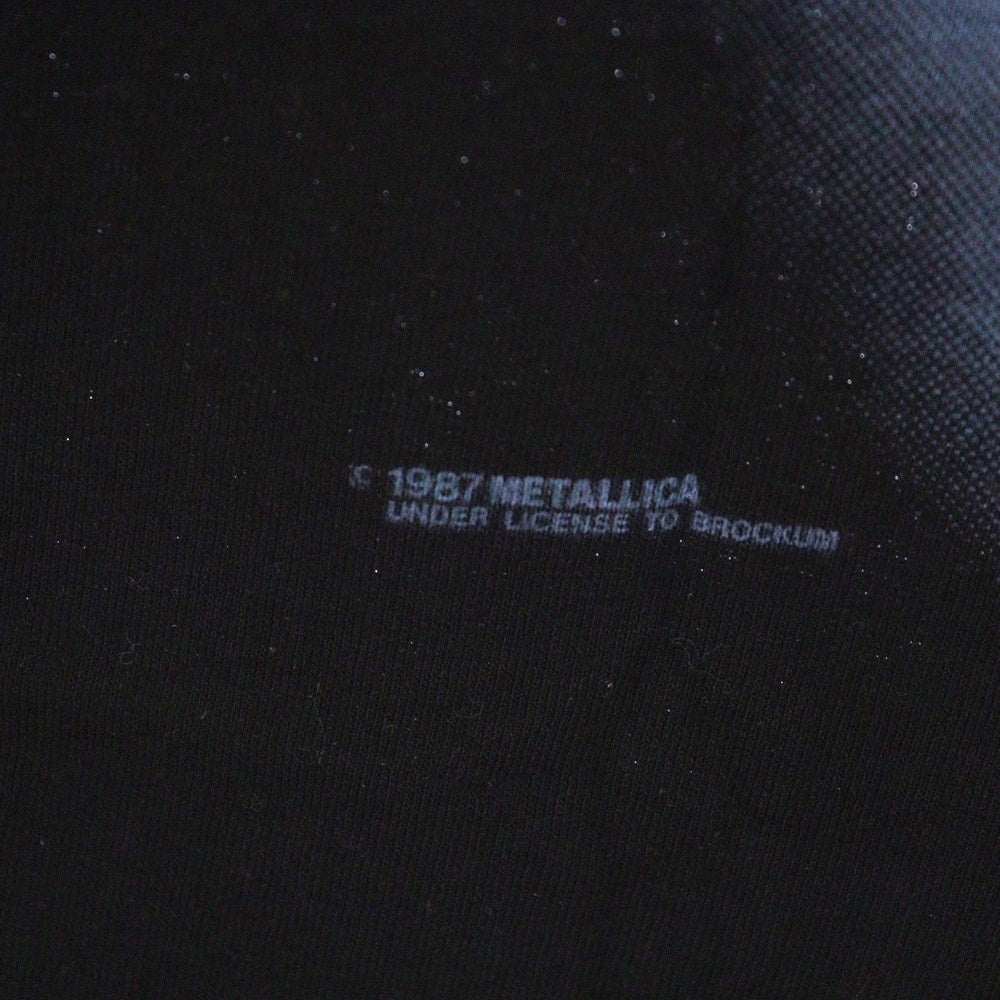 © 1987 METALLICA
UNDER LICENSE TO BROCKUM